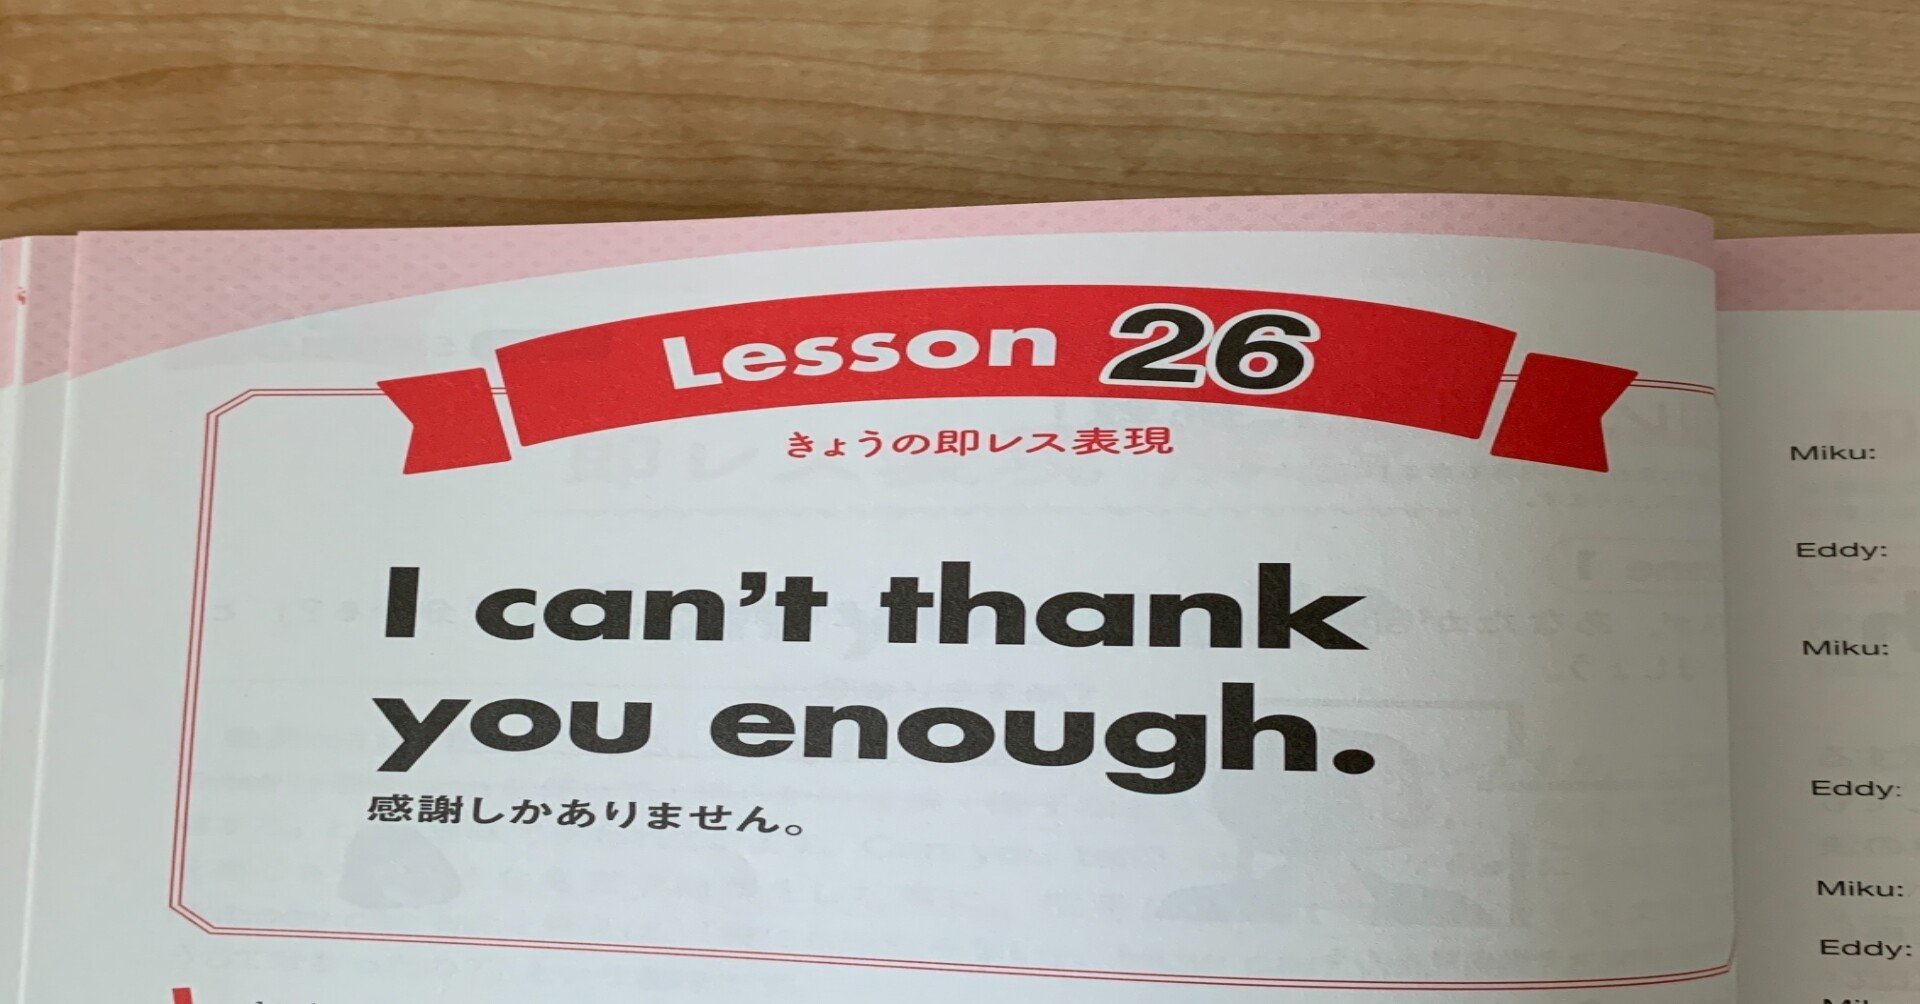 Lesson 26
きょうの即レス表現
I can't thank
you enough.
感謝しかありません。
Miku:
Eddy:
Miku:
Eddy:
Miku:
Eddy: